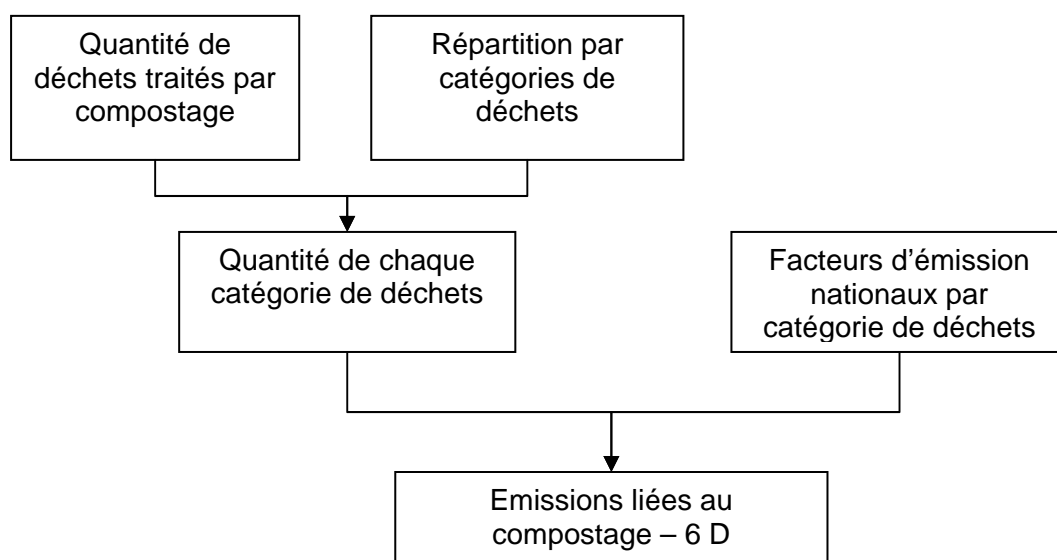 Quantité de
déchets traités par
compostage
Répartition par
catégories de
déchets
Quantité de chaque
catégorie de déchets
Facteurs d'émission
nationaux par
catégorie de déchets
Emissions liées au
compostage – 6 D